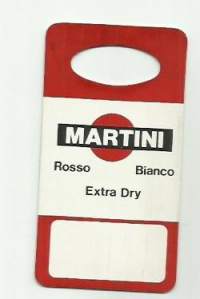 MARTINI
Rosso Bianco
Extra Dry